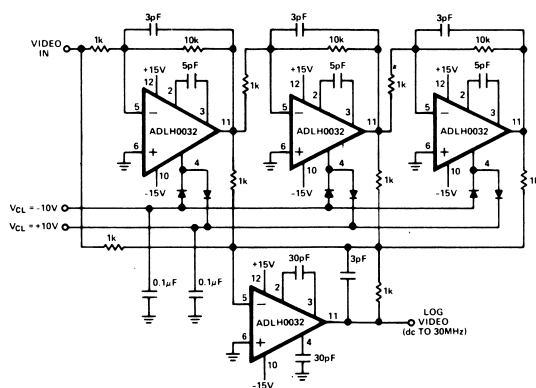 3pF
3pF
3pF
VIDEO
IN
1k
10k
10k
10k
+15V
5pF
1k
+15V
5pF
1k
+15V
5pF
12
2
3
12
2
3
12
2
3
5
ADLH0032
11
5
ADLH0032
11
5
ADLH0032
11
6
4
6
4
6
4
10
10
10
-15V
-15V
-15V
1k
1k
1k
VCL = -10V
VCL = +10V
1k
+15V
30pF
3pF
1k
0.1µF
0.1µF
12
2
3
5
ADLH0032
11
LOG
VIDEO
(dc TO 30MHz)
6
4
10
30pF
-15V